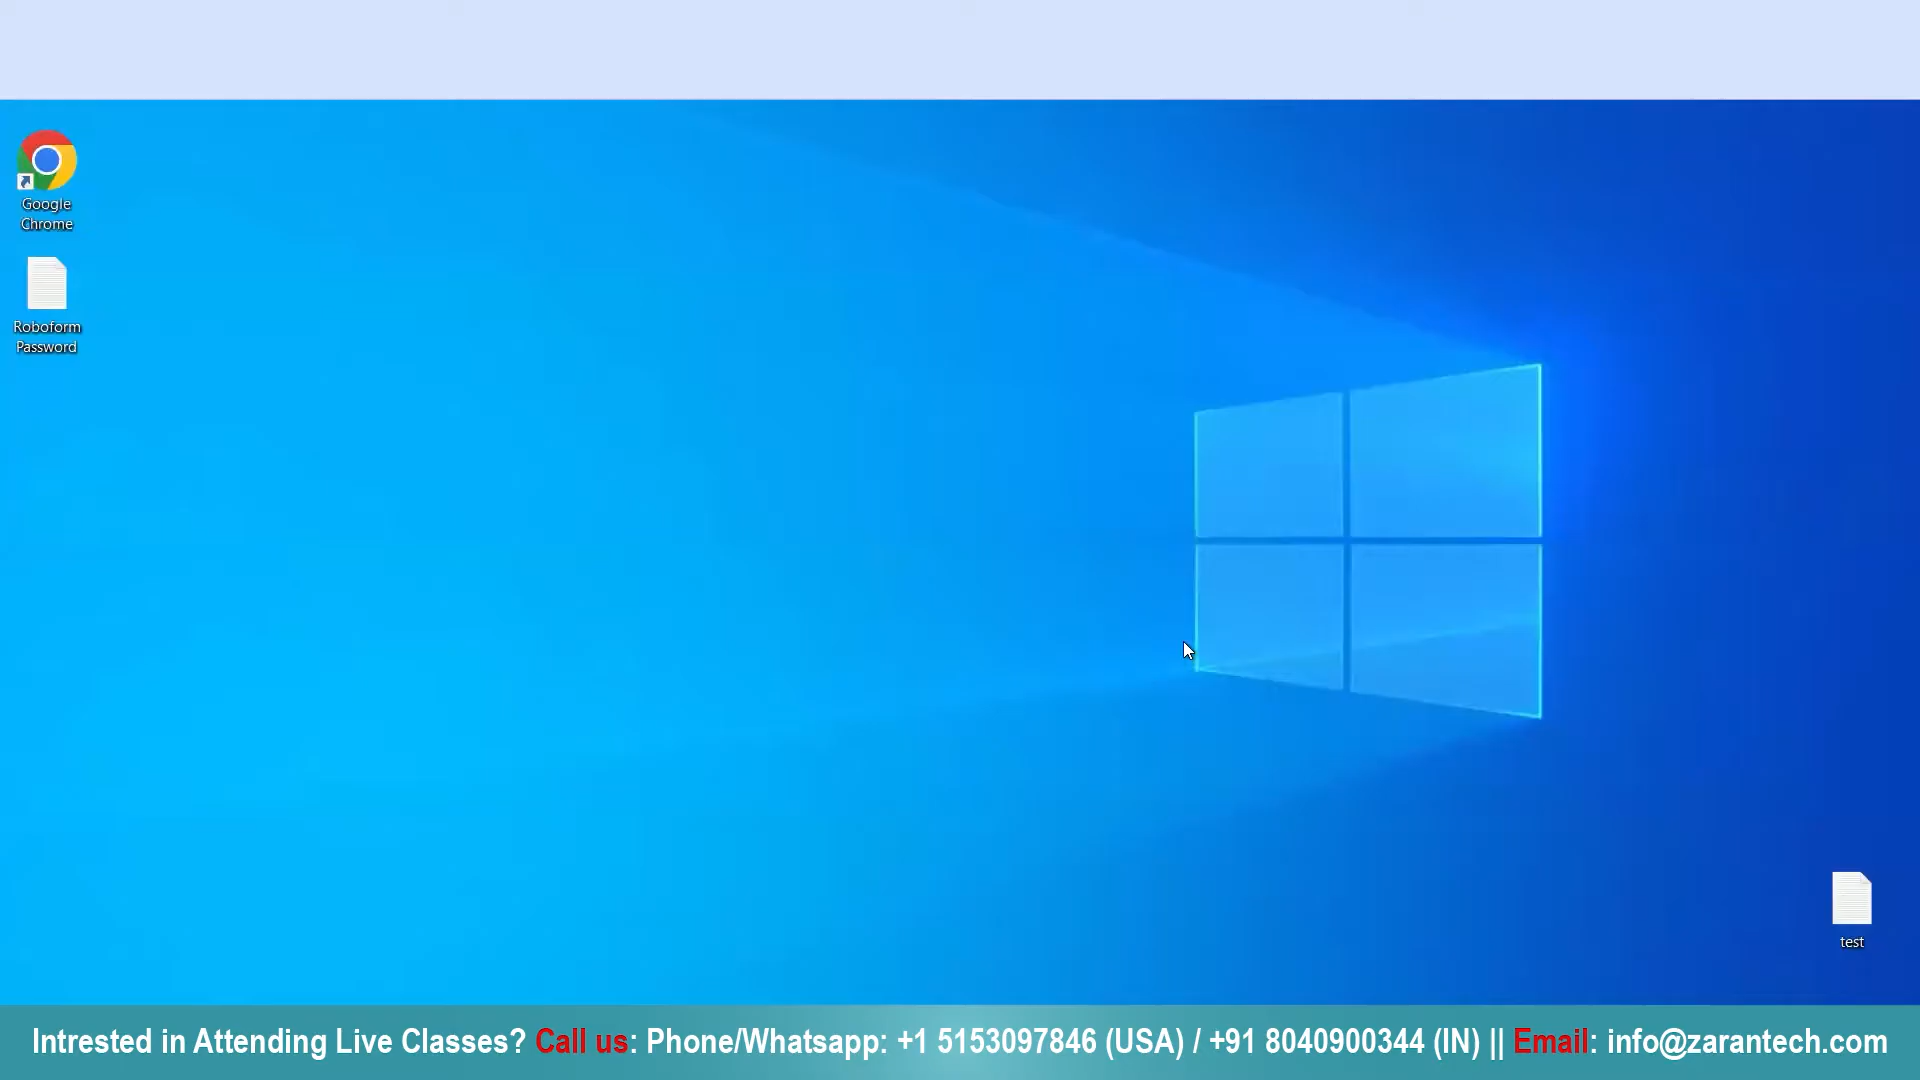 Google
Chrome
Roboform
Password
test
Intrested in Attending Live Classes? Call us: Phone/Whatsapp: +1 5153097846 (USA) / +91 8040900344 (IN) || Email: info@zarantech.com